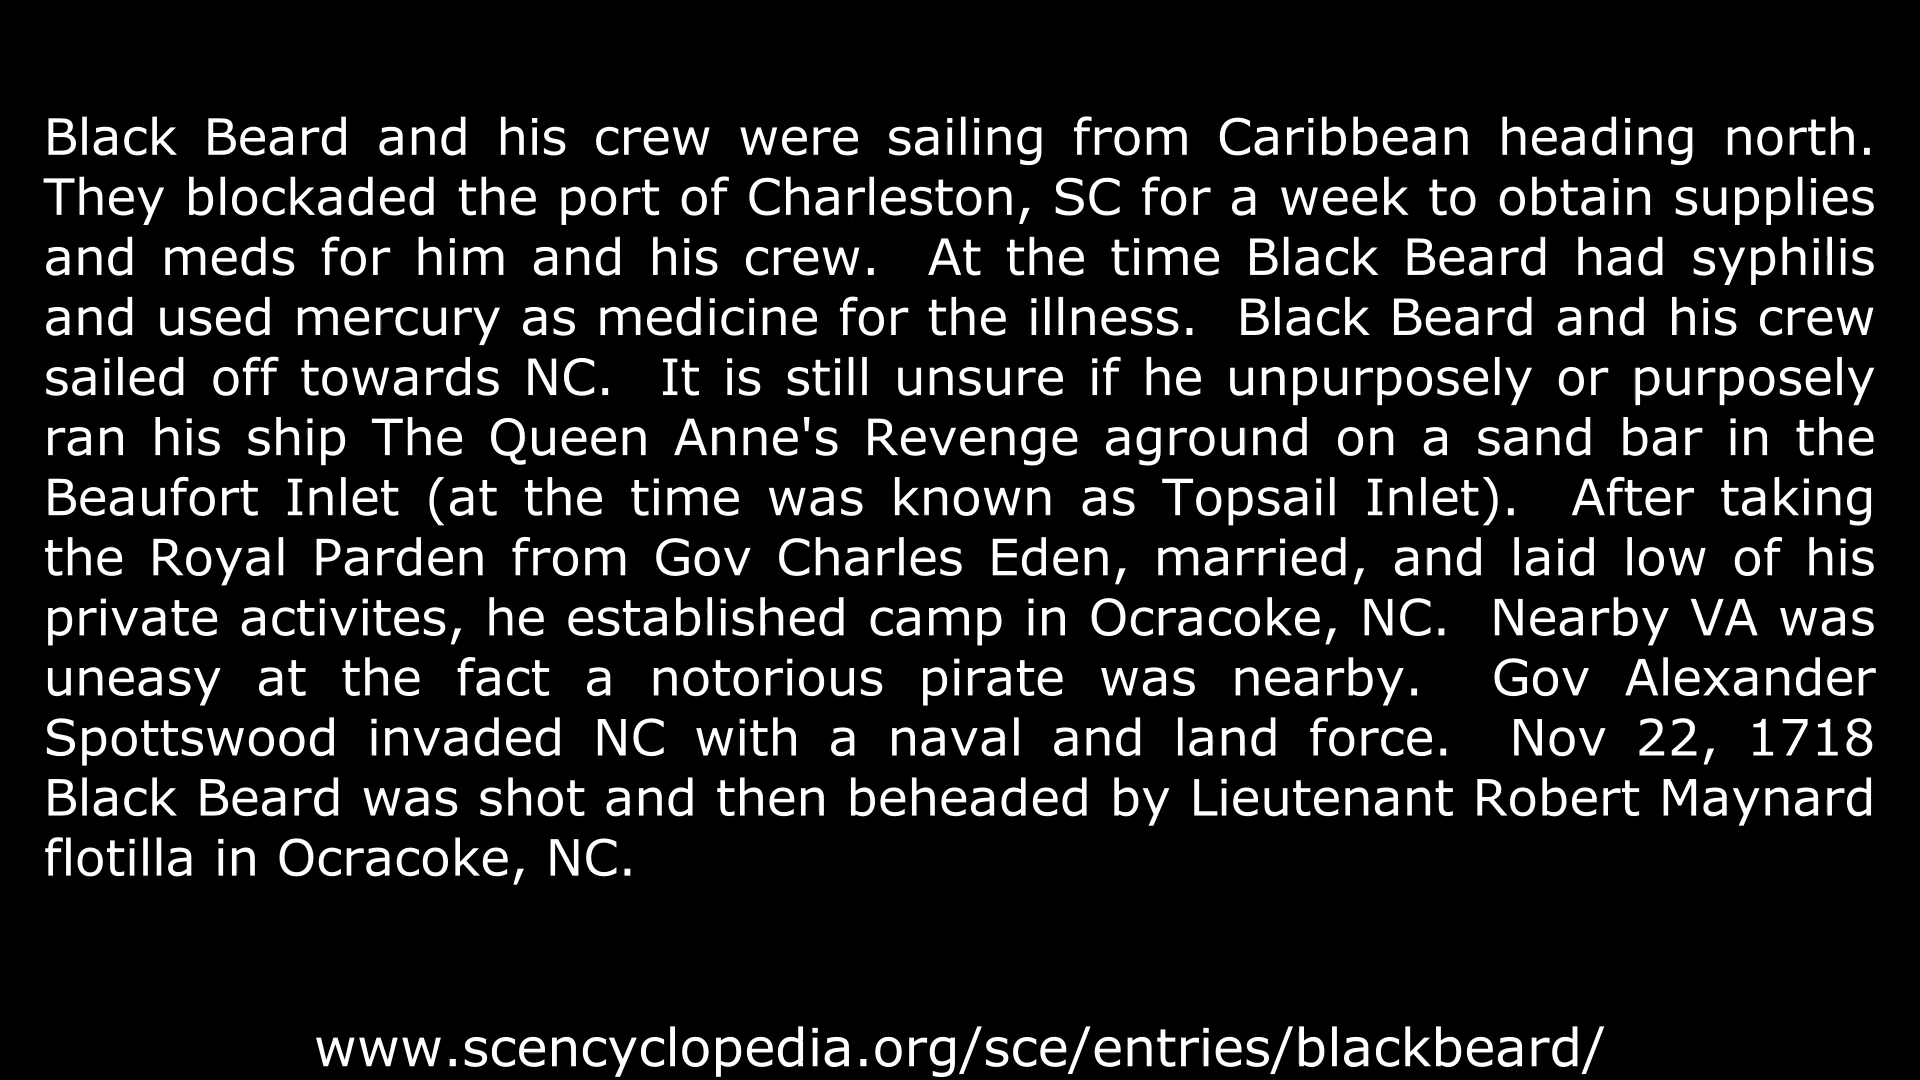 Black Beard and his crew were sailing from Caribbean heading north.
They blockaded the port of Charleston, SC for a week to obtain supplies
and meds for him and his crew. At the time Black Beard had syphilis
and used mercury as medicine for the illness. Black Beard and his crew
sailed off towards NC. It is still unsure if he unpurposely or purposely
ran his ship The Queen Anne's Revenge aground on a sand bar in the
Beaufort Inlet (at the time was known as Topsail Inlet). After taking
the Royal Parden from Gov Charles Eden, married, and laid low of his
private activites, he established camp in Ocracoke, NC. Nearby VA was
uneasy at the fact a notorious pirate was nearby. Gov Alexander
Spottswood invaded NC with a naval and land force. Nov 22, 1718
Black Beard was shot and then beheaded by Lieutenant Robert Maynard
flotilla in Ocracoke, NC.
www.scencyclopedia.org/sce/entries/blackbeard/